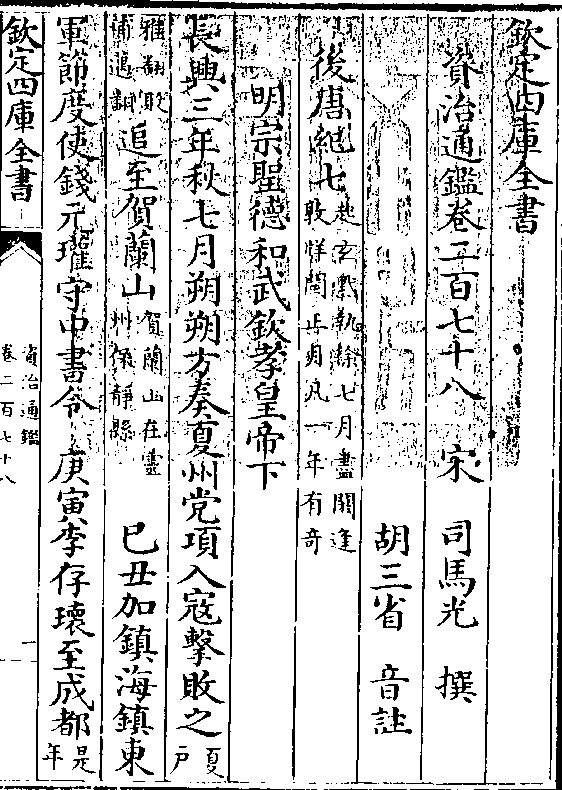 欽定四庫全書
資治通鑑卷二百七十八　宋　司馬光　撰
胡三省　音註
後唐紀七起玄黓執徐七月盡閼逢敦牂閏正月凡一年有奇
明宗聖德和武欽孝皇帝下
長興三年秋七月朔朔方奏夏州党項入寇擊敗之夏戶
雅翻敗補邁翻追至賀蘭山賀蘭山在靈州保靜縣　己丑加鎮海鎮東
軍節度使錢元瓘守中書令　庚寅李存瓌至成都是年
欽定四庫全書
資治通鑑
卷二百七十八
一